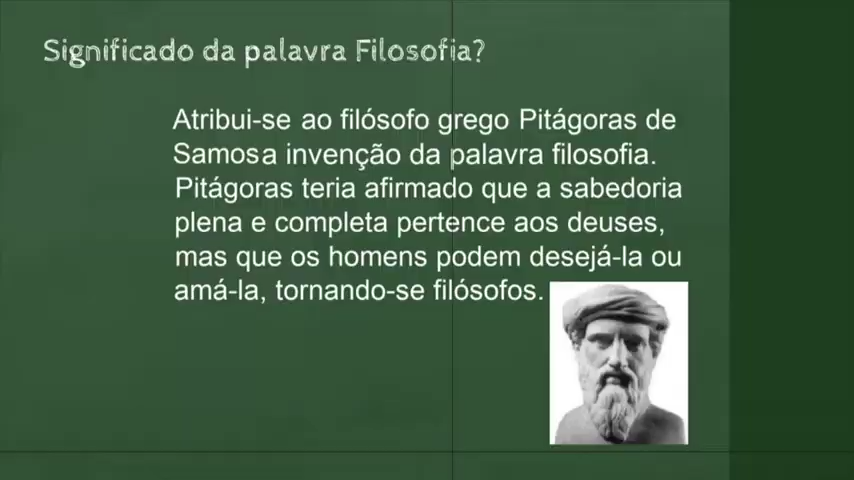 Significado da palavra Filosofia?
Atribui-se ao filósofo grego Pitágoras de
Samosa invenção da palavra filosofia.
Pitágoras teria afirmado que a sabedoria
plena e completa pertence aos deuses,
mas que os homens podem desejá-la ou
amá-la, tornando-se filósofos.